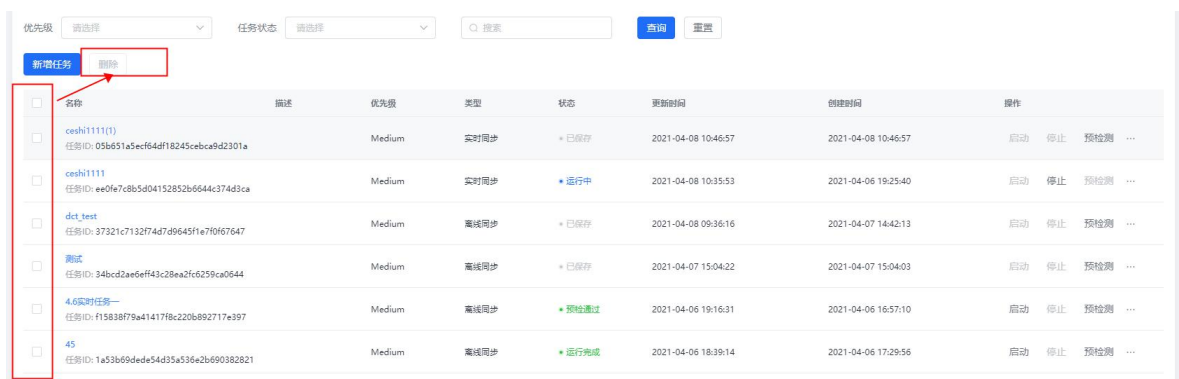 优先级 请选择 任务状态 请选择 搜索 查询 重置
新增任务 删除
名称 描述 优先级 类型 状态 更新时间 创建时间 操作
ceshi1111(1)
任务ID: 05b651a5ecf64df18245cebca9d2301a Medium 实时同步 已保存 2021-04-08 10:46:57 2021-04-08 10:46:57 启动 停止 预检测 ...
ceshi1111
任务ID: ee0fe7c8b5d04152852b6644c374d3ca Medium 实时同步 运行中 2021-04-08 10:35:53 2021-04-06 19:25:40 启动 停止 预检测 ...
dct_test
任务ID: 37321c7132f74d7d9645f1e7f0f67647 Medium 离线同步 已保存 2021-04-08 09:36:16 2021-04-07 14:42:13 启动 停止 预检测 ...
测试
任务ID: 34bcd2ae6eff43c28ea2fc6259ca0644 Medium 离线同步 已保存 2021-04-07 15:04:22 2021-04-07 15:04:03 启动 停止 预检测 ...
4.6实时任务一
任务ID: f15838f79a41417f8c220b892717e397 Medium 离线同步 预检通过 2021-04-06 19:16:31 2021-04-06 16:57:10 启动 停止 预检测 ...
45
任务ID: 1a53b69dede54d35a536e2b690382821 Medium 离线同步 运行完成 2021-04-06 18:39:14 2021-04-06 17:29:56 启动 停止 预检测 ...